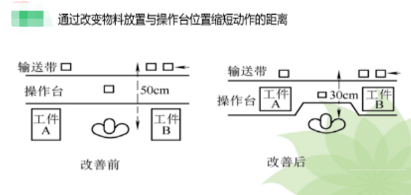 通过改变物料放置与操作台位置缩短动作的距离
输送带
操作台
50cm
工件
A
工件
B
改善前
输送带
操作台
30cm
工件
A
工件
B
改善后